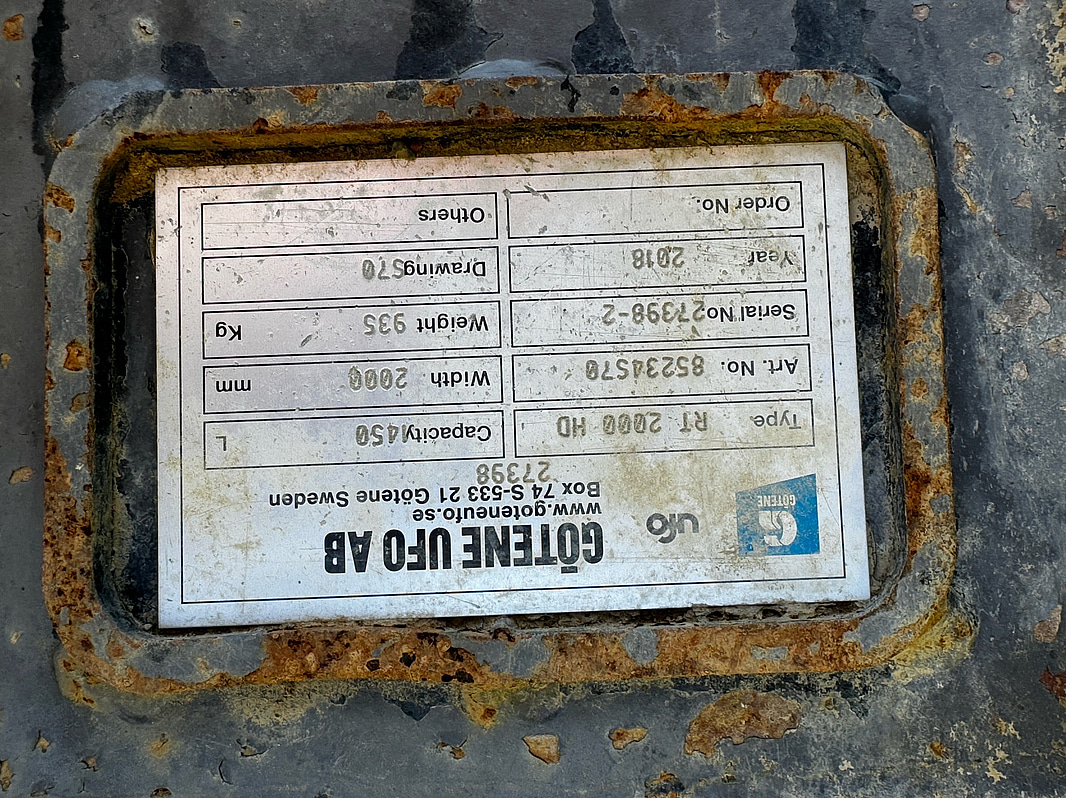 GÖTENE
ufo
GÖTENE UFO AB
www.goteneufo.se
Box 74 S-533 21 Götene Sweden
27398
Type RT 2000 HD
Capacity 1450 L
Art. No. 85234570
Width 2000 mm
Serial No 27398-2
Weight 935 Kg
Year 2018
Drawing 570
Order No.
Others